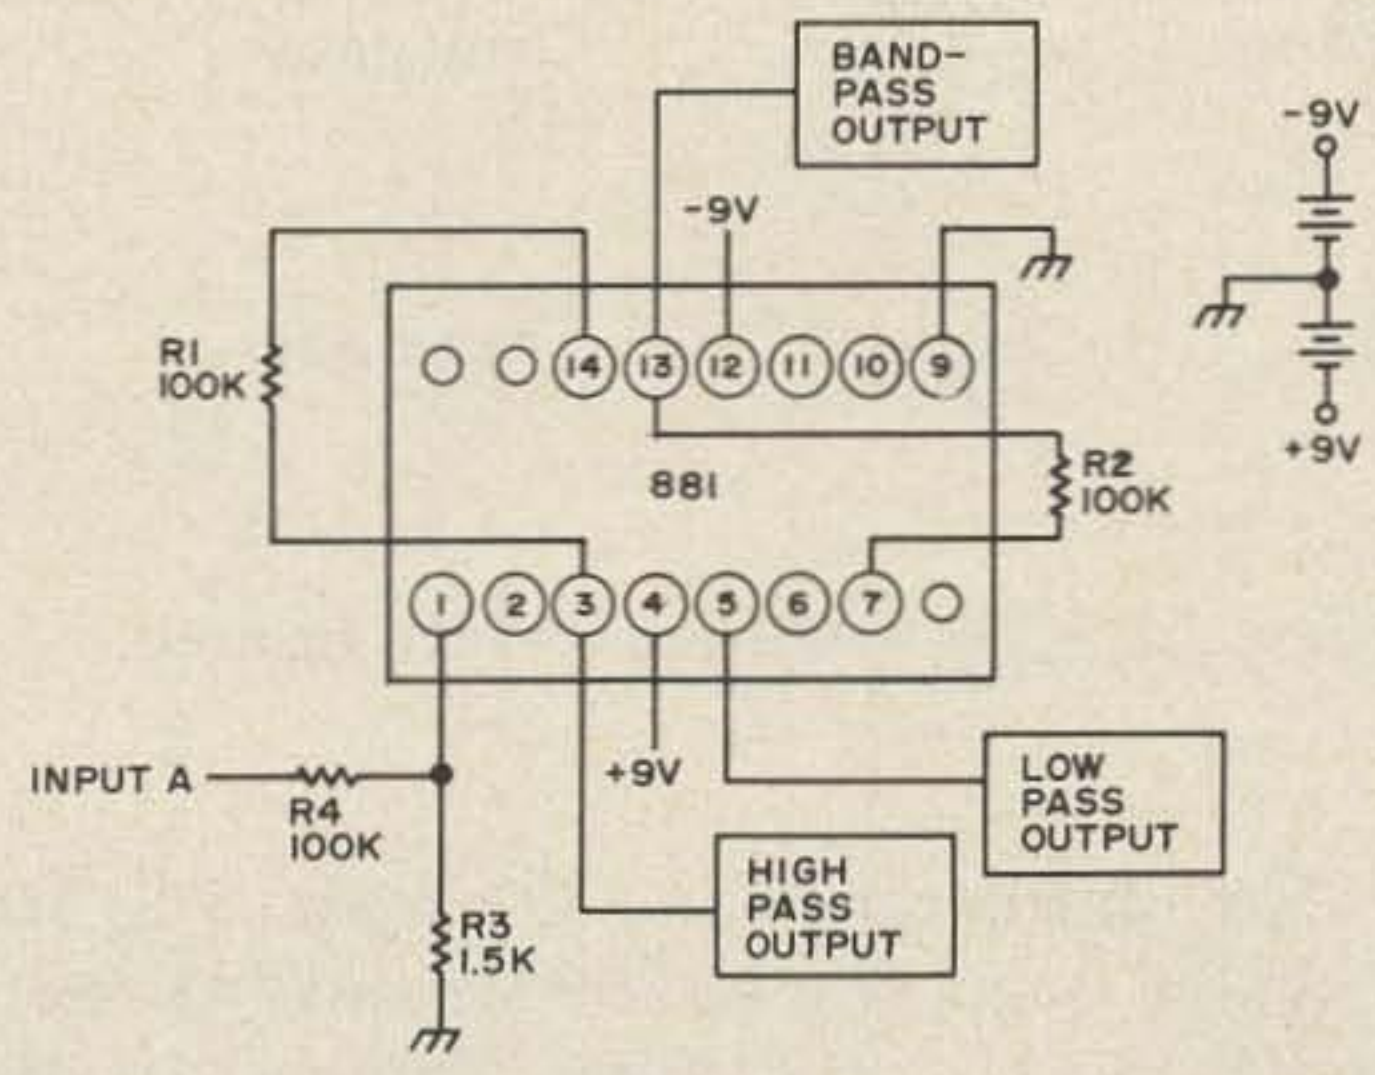 BAND-
PASS
OUTPUT
-9V
-9V
R1
100K
14
13
12
11
10
9
+9V
881
R2
100K
1
2
3
4
5
6
7
INPUT A
R4
100K
+9V
LOW
PASS
OUTPUT
HIGH
PASS
OUTPUT
R3
1.5K